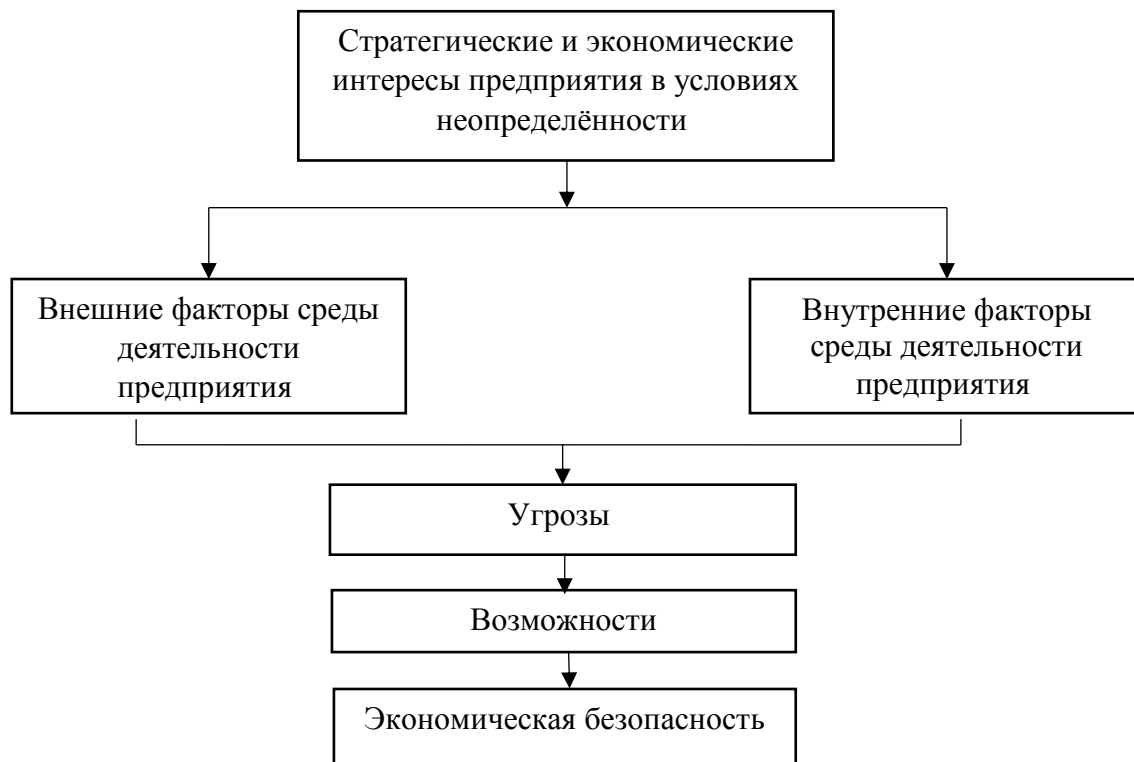 Стратегические и экономические
интересы предприятия в условиях
неопределённости
Внешние факторы среды
деятельности
предприятия
Внутренние факторы
среды деятельности
предприятия
Угрозы
Возможности
Экономическая безопасность